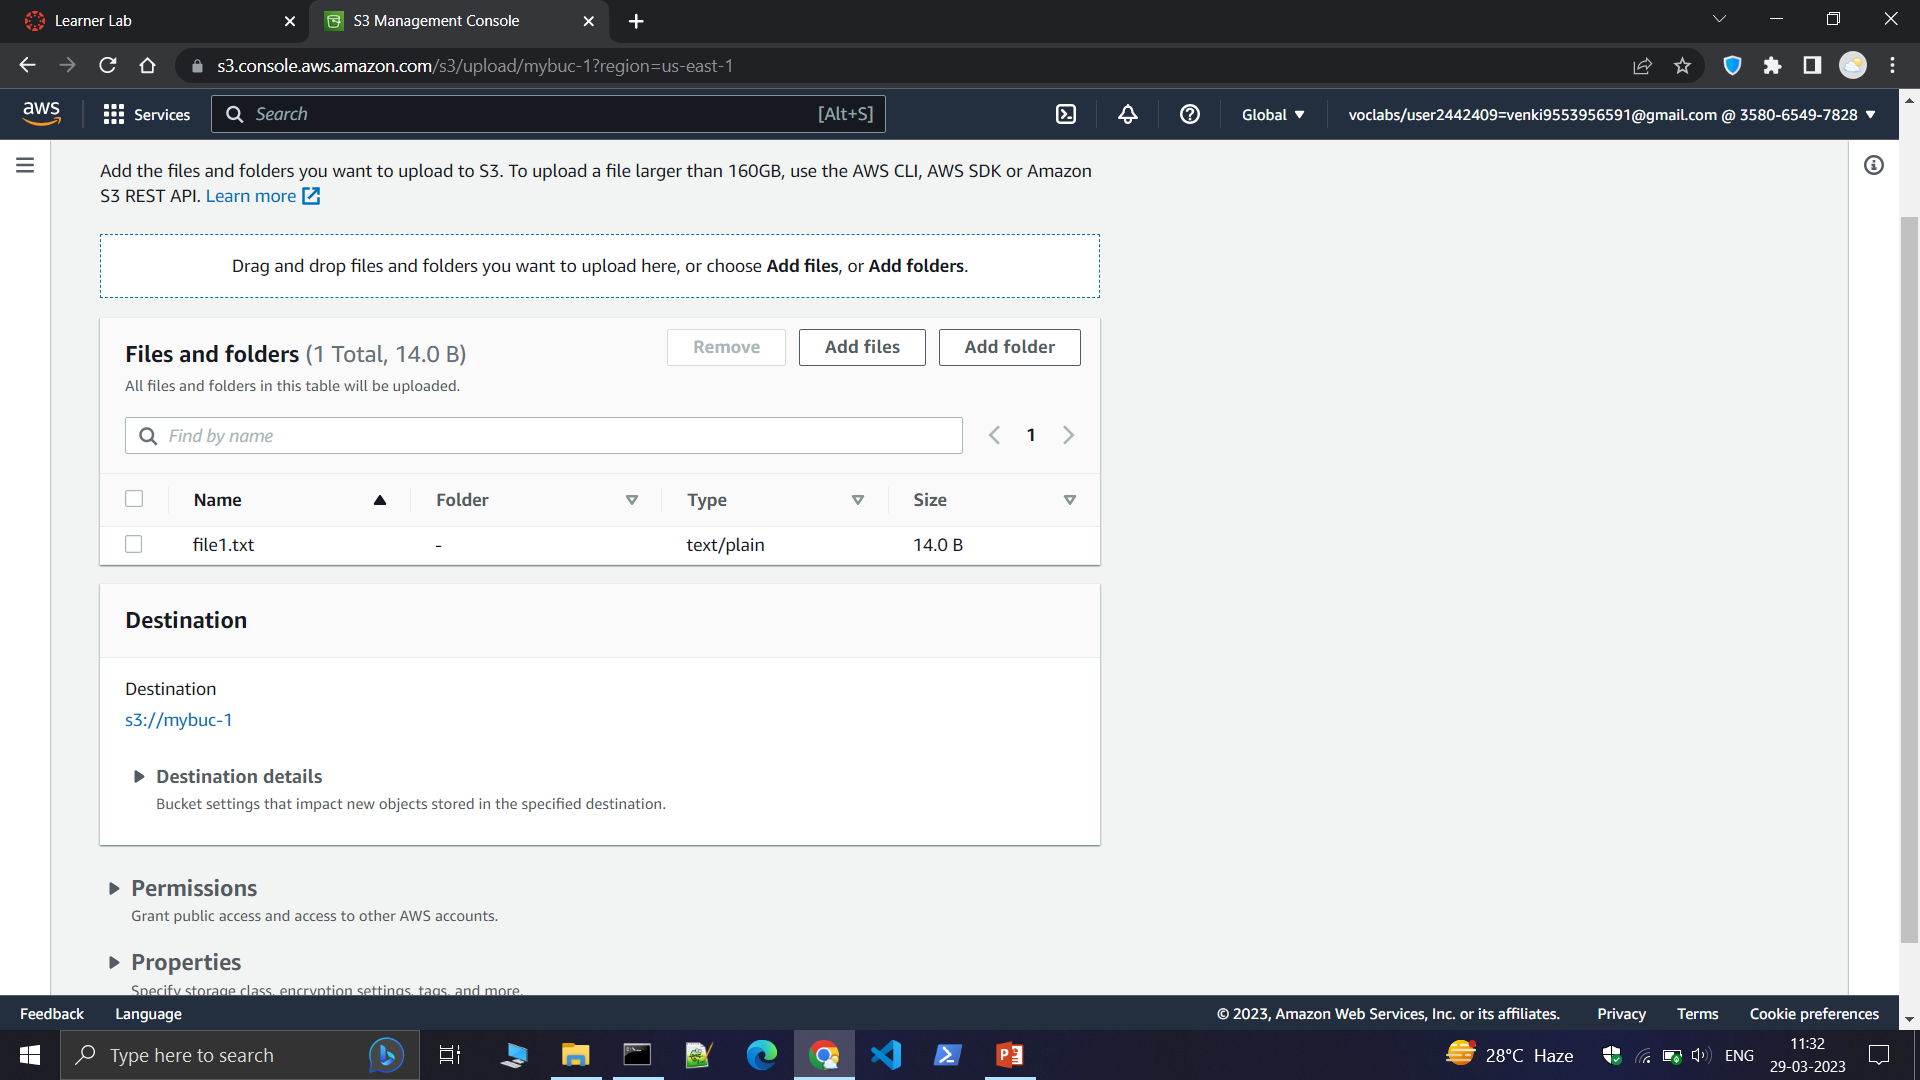 Learner Lab
S3 Management Console
s3.console.aws.amazon.com/s3/upload/mybuc-1?region=us-east-1
aws
Services
Search
[Alt+S]
Global
voclabs/user2442409=venki9553956591@gmail.com @ 3580-6549-7828
Add the files and folders you want to upload to S3. To upload a file larger than 160GB, use the AWS CLI, AWS SDK or Amazon
S3 REST API. Learn more
Drag and drop files and folders you want to upload here, or choose Add files, or Add folders.
Files and folders (1 Total, 14.0 B)
Remove
Add files
Add folder
All files and folders in this table will be uploaded.
Find by name
1
Name Folder Type Size
file1.txt - text/plain 14.0 B
Destination
Destination
s3://mybuc-1
Destination details
Bucket settings that impact new objects stored in the specified destination.
Permissions
Grant public access and access to other AWS accounts.
Properties
Specify storage class, encryption settings, tags, and more.
Feedback
Language
© 2023, Amazon Web Services, Inc. or its affiliates.
Privacy
Terms
Cookie preferences
Type here to search
28°C Haze
ENG
11:32
29-03-2023